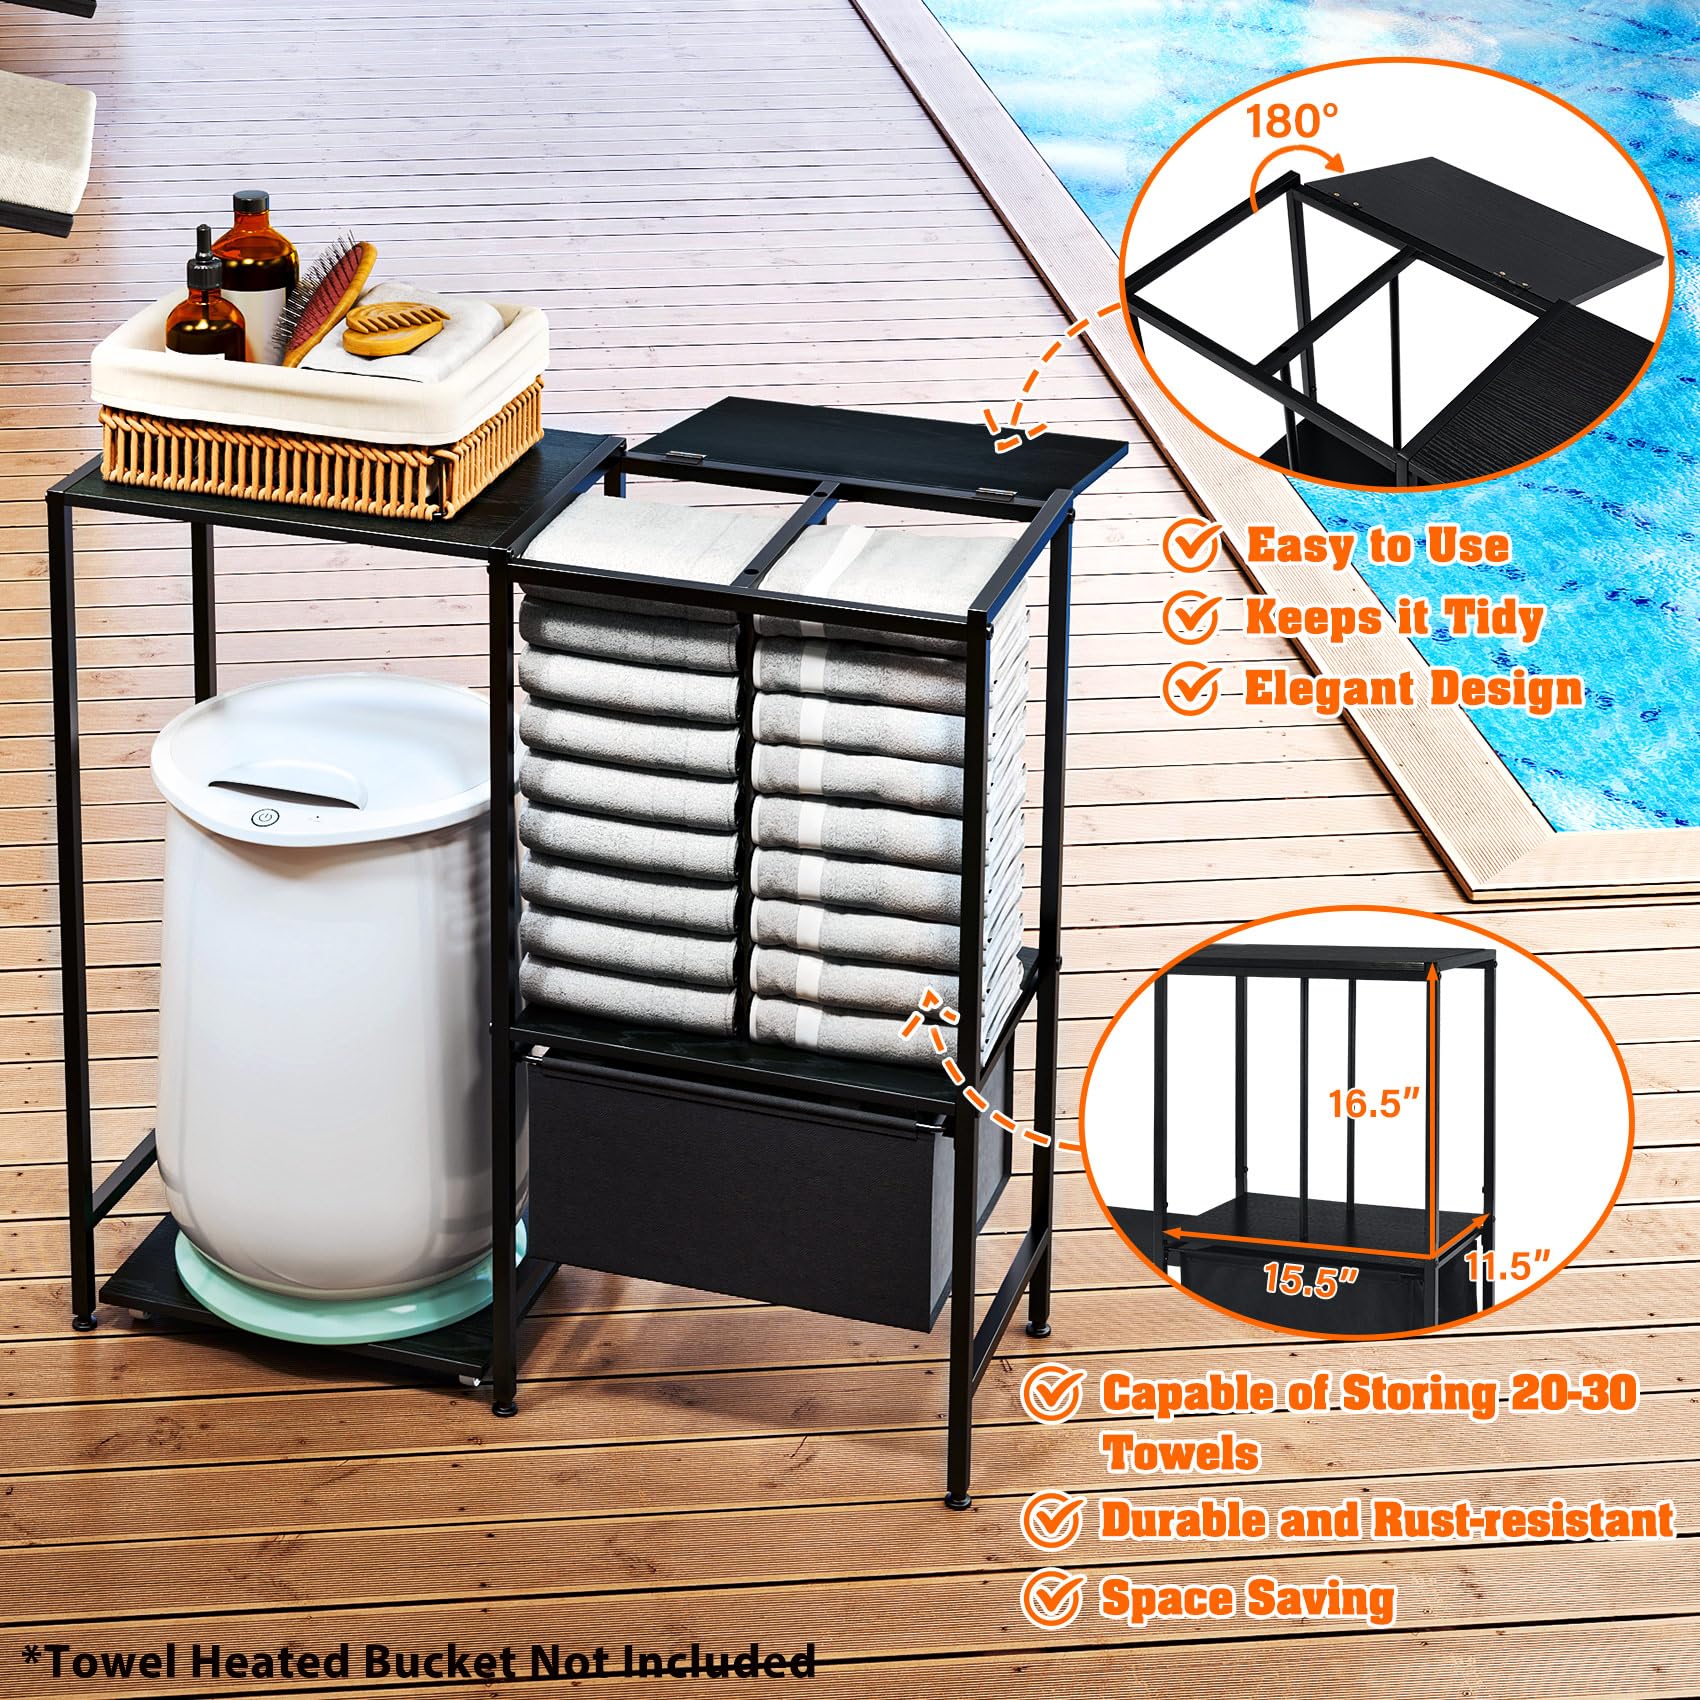 180°
Easy to Use
Keeps it Tidy
Elegant Design
16.5"
15.5"
11.5"
Capable of Storing 20-30
Towels
Durable and Rust-resistant
Space Saving
*Towel Heated Bucket Not Included